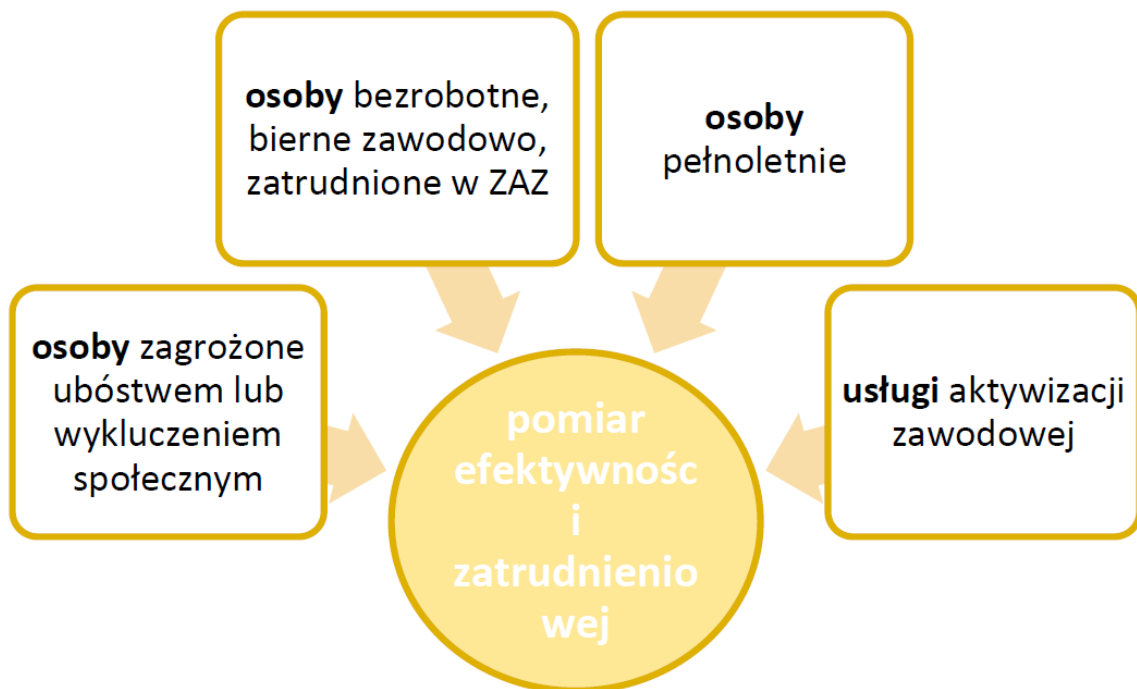 osoby bezrobotne,
bierne zawodowo,
zatrudnione w ZAZ
osoby
pełnoletnie
osoby zagrożone
ubóstwem lub
wykluczeniem
społecznym
usługi aktywizacji
zawodowej
pomiar
efektywnośc
i
zatrudnienio
wej